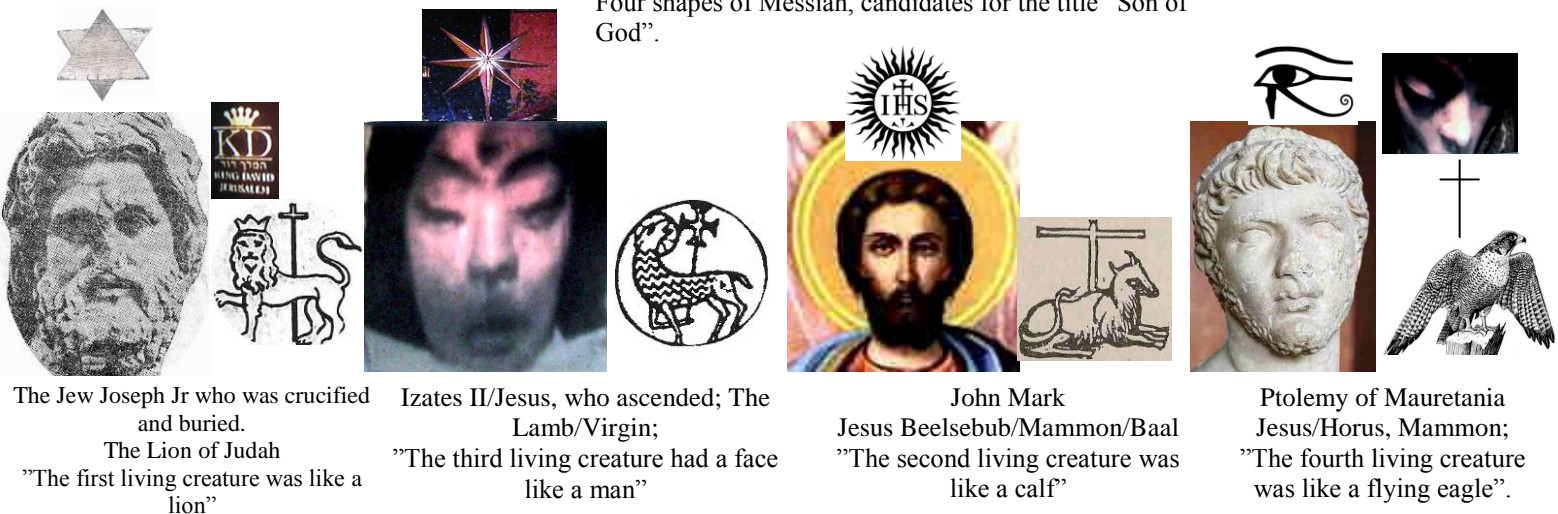 Four shapes of Messiah, candidates for the title "Son of
God”.
KD
המלך דוד
KING DAVID
JERUSALEM
IHS
The Jew Joseph Jr who was crucified
and buried.
The Lion of Judah
”The first living creature was like a
lion”
Izates II/Jesus, who ascended; The
Lamb/Virgin;
”The third living creature had a face
like a man”
John Mark
Jesus Beelsebub/Mammon/Baal
”The second living creature was
like a calf”
Ptolemy of Mauretania
Jesus/Horus, Mammon;
”The fourth living creature
was like a flying eagle”.